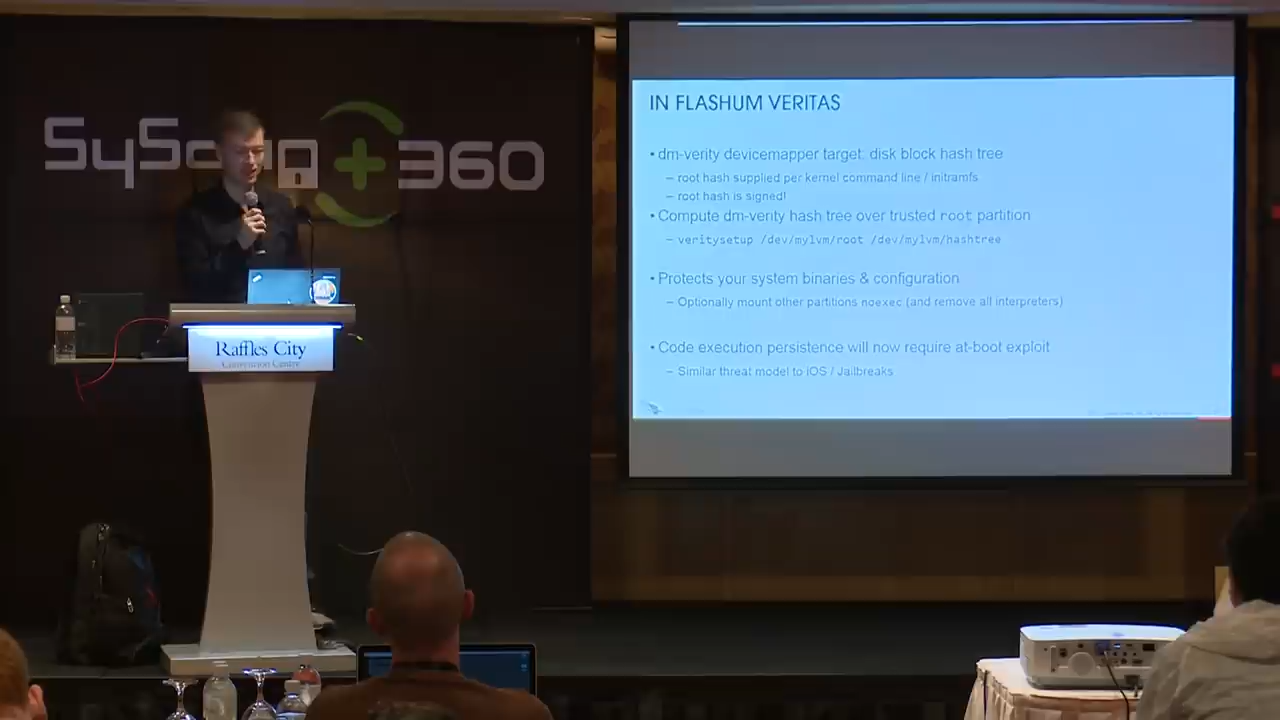 SyScan +360
IN FLASHUM VERITAS
• dm-verity devicemapper target: disk block hash tree
– root hash supplied per kernel command line / initramfs
– root hash is signed!
• Compute dm-verity hash tree over trusted root partition
– veritysetup /dev/mylvm/root /dev/mylvm/hashtree
• Protects your system binaries & configuration
– Optionally mount other partitions noexec (and remove all interpreters)
• Code execution persistence will now require at-boot exploit
– Similar threat model to iOS / Jailbreaks
Raffles City
Convention Centre